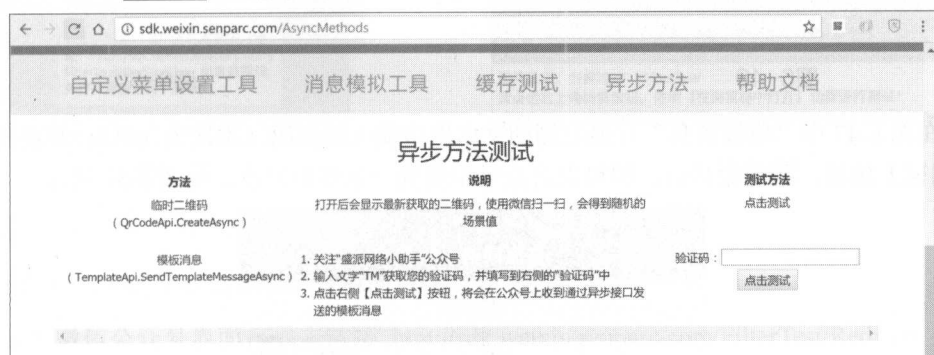 sdk.weixin.senparc.com/AsyncMethods
自定义菜单设置工具 消息模拟工具 缓存测试 异步方法 帮助文档
异步方法测试
方法 说明 测试方法
临时二维码
( QrCodeApi.CreateAsync )
打开后会显示最新获取的二维码，使用微信扫一扫，会得到随机的
场景值
点击测试
模板消息
( TemplateApi.SendTemplateMessageAsync )
1. 关注"盛派网络小助手"公众号
2. 输入文字"TM"获取您的验证码，并填写到右侧的"验证码"中
3. 点击右侧【点击测试】按钮，将会在公众号上收到通过异步接口发
送的模板消息
验证码：
点击测试